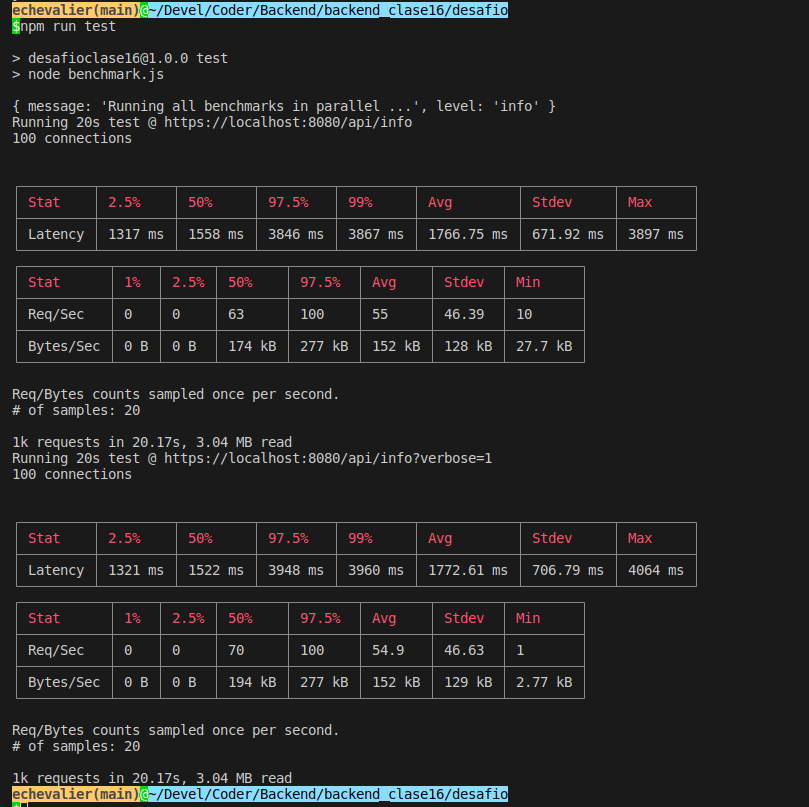 echevalier(main)@~/Devel/Coder/Backend/backend_clase16/desafio
$npm run test
> desafioclase16@1.0.0 test
> node benchmark.js
{ message: 'Running all benchmarks in parallel ...', level: 'info' }
Running 20s test @ https://localhost:8080/api/info
100 connections
Stat 2.5% 50% 97.5% 99% Avg Stdev Max
Latency 1317 ms 1558 ms 3846 ms 3867 ms 1766.75 ms 671.92 ms 3897 ms
Stat 1% 2.5% 50% 97.5% Avg Stdev Min
Req/Sec 0 0 63 100 55 46.39 10
Bytes/Sec 0 B 0 B 174 kB 277 kB 152 kB 128 kB 27.7 kB
Req/Bytes counts sampled once per second.
# of samples: 20
1k requests in 20.17s, 3.04 MB read
Running 20s test @ https://localhost:8080/api/info?verbose=1
100 connections
Stat 2.5% 50% 97.5% 99% Avg Stdev Max
Latency 1321 ms 1522 ms 3948 ms 3960 ms 1772.61 ms 706.79 ms 4064 ms
Stat 1% 2.5% 50% 97.5% Avg Stdev Min
Req/Sec 0 0 70 100 54.9 46.63 1
Bytes/Sec 0 B 0 B 194 kB 277 kB 152 kB 129 kB 2.77 kB
Req/Bytes counts sampled once per second.
# of samples: 20
1k requests in 20.17s, 3.04 MB read
echevalier(main)@~/Devel/Coder/Backend/backend_clase16/desafio
$